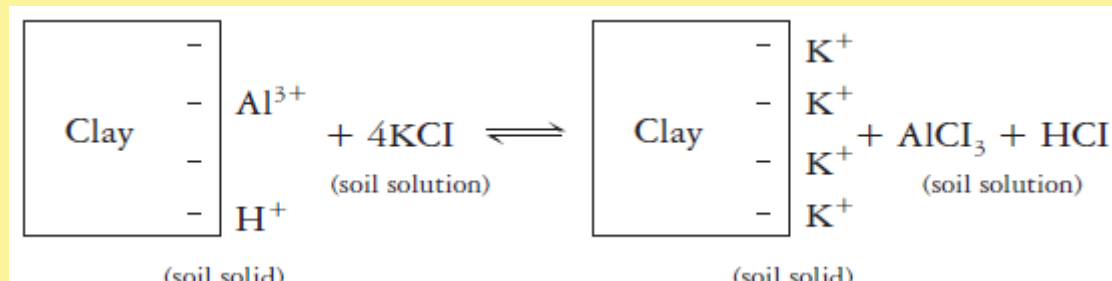 − K⁺
− Al³⁺ − K⁺
Clay + 4KCl ⇌ Clay + AlCl₃ + HCl
− (soil solution) − K⁺ (soil solution)
− H⁺ − K⁺
(soil solid) (soil solid)